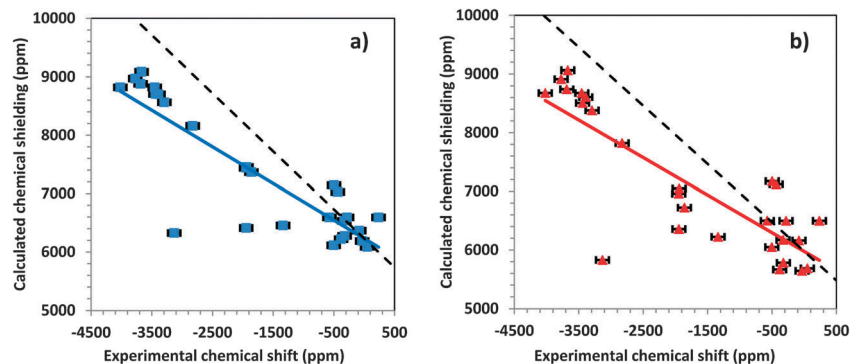 10000
9000
8000
7000
6000
5000
Calculated chemical shielding (ppm)
a)
-4500 -3500 -2500 -1500 -500 500
Experimental chemical shift (ppm)
10000
9000
8000
7000
6000
5000
Calculated chemical shielding (ppm)
b)
-4500 -3500 -2500 -1500 -500 500
Experimental chemical shift (ppm)